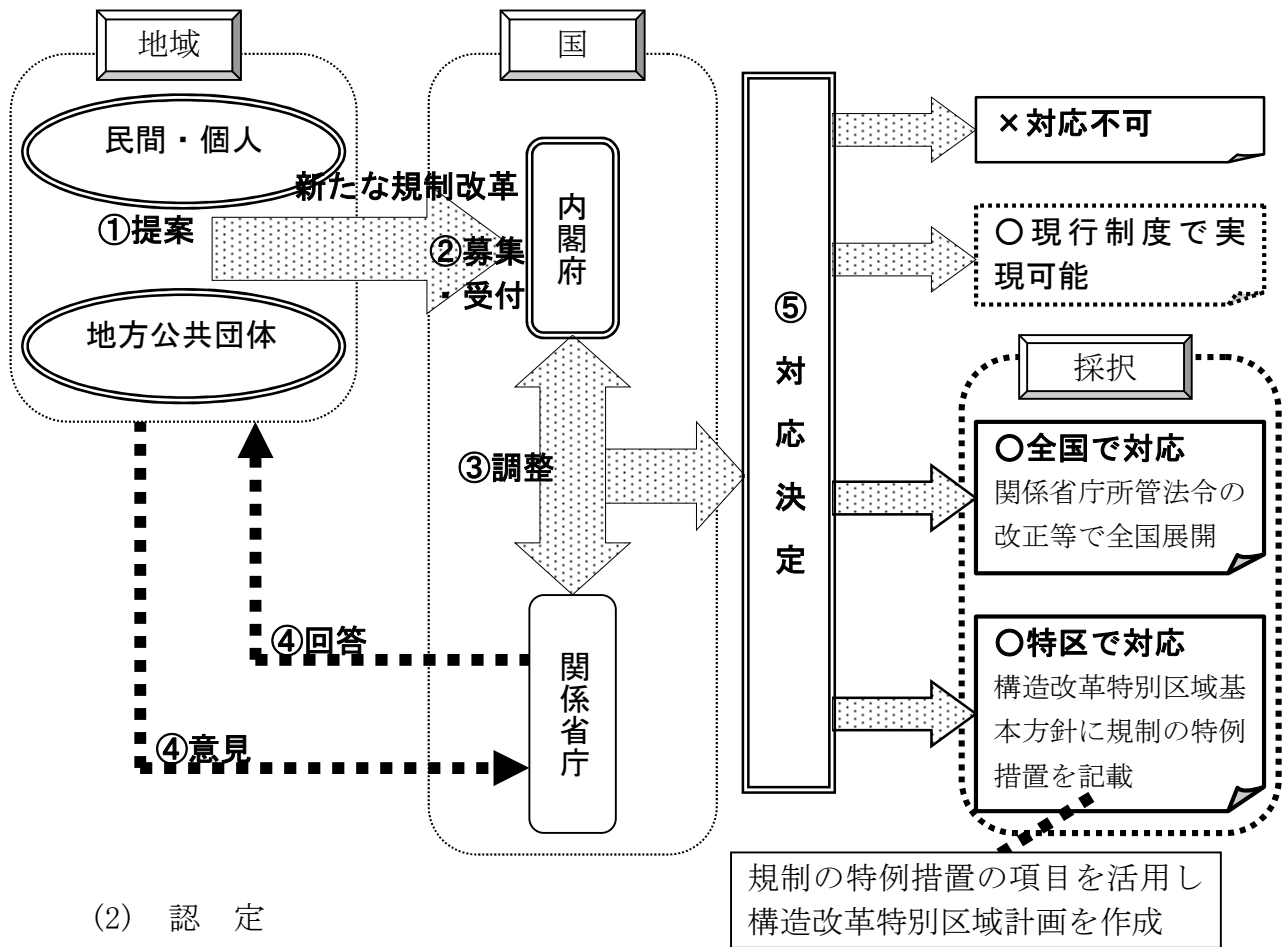 地域
国
民間・個人
新たな規制改革
①提案
②募集
・受付
内閣府
地方公共団体
③調整
④回答
④意見
関係省庁
⑤対応決定
×対応不可
○現行制度で実
現可能
採択
○全国で対応
関係省庁所管法令の
改正等で全国展開
○特区で対応
構造改革特別区域基
本方針に規制の特例
措置を記載
規制の特例措置の項目を活用し
構造改革特別区域計画を作成
(2) 認 定